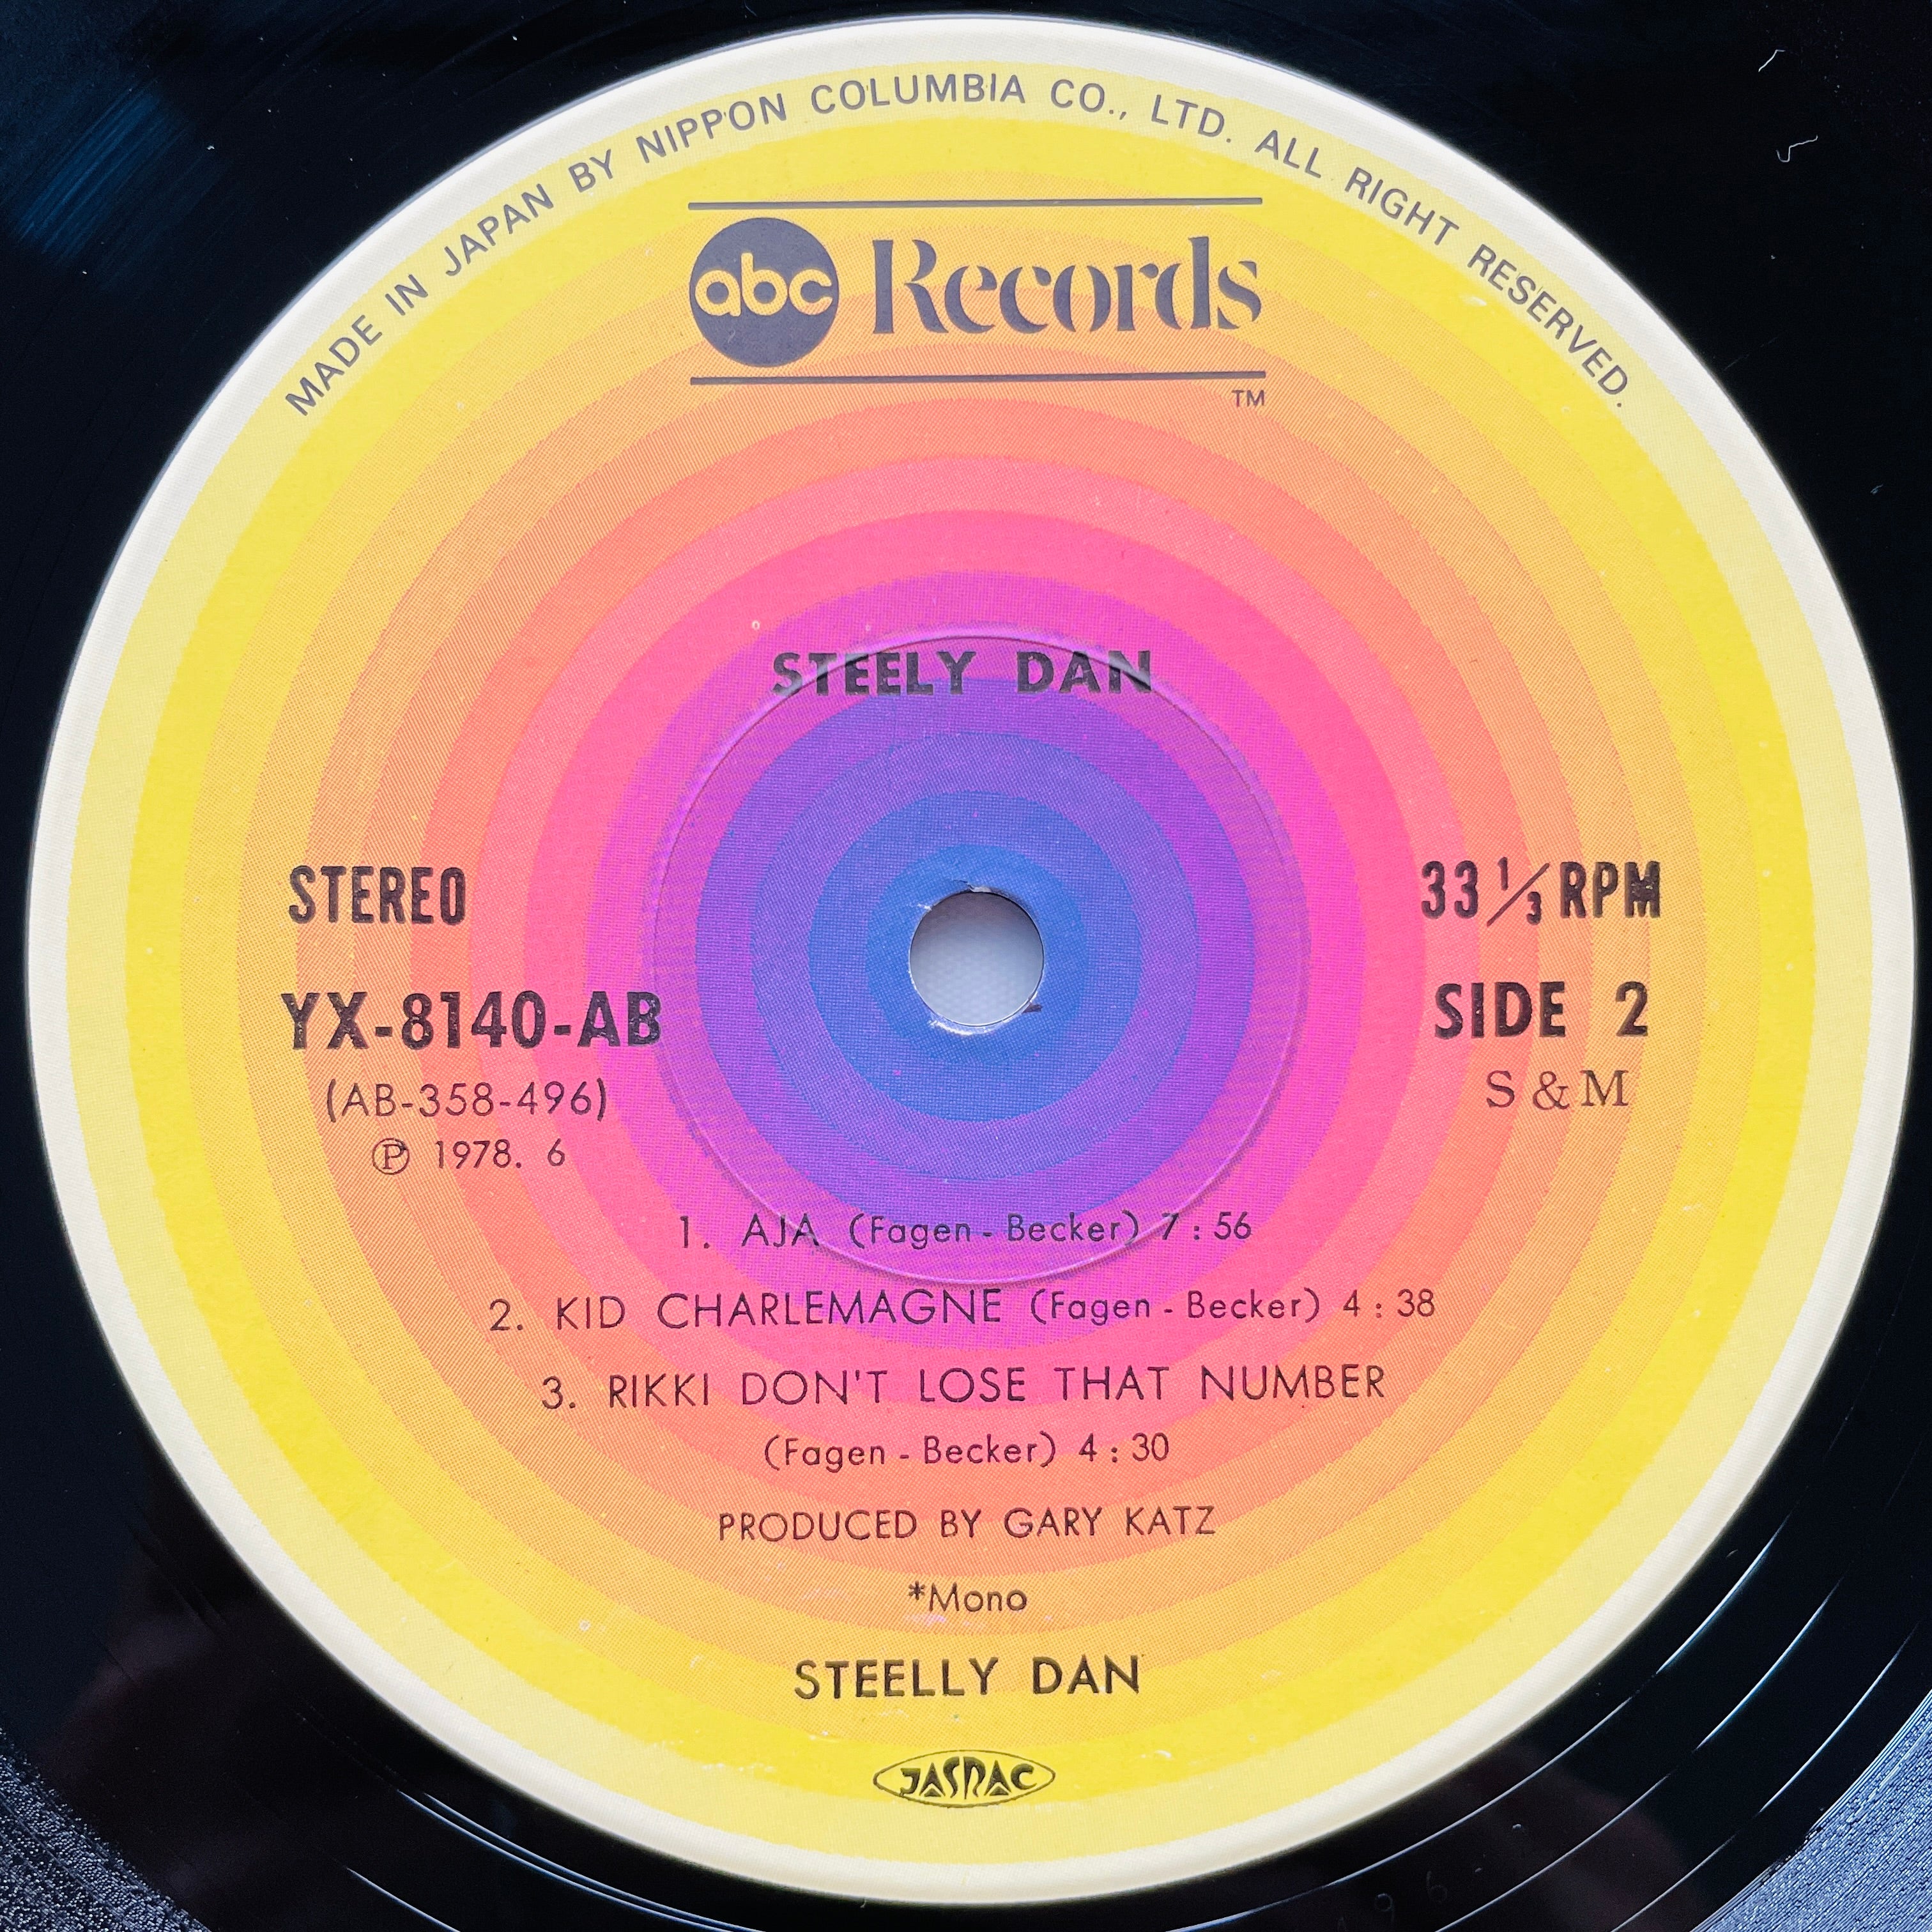 MADE IN JAPAN BY NIPPON COLUMBIA CO., LTD. ALL RIGHT RESERVED.
abc Records
TM
STEELY DAN
STEREO
33 1/3 RPM
YX-8140-AB
SIDE 2
(AB-358-496)
S & M
Ⓟ 1978. 6
1. AJA (Fagen - Becker) 7 : 56
2. KID CHARLEMAGNE (Fagen - Becker) 4 : 38
3. RIKKI DON'T LOSE THAT NUMBER
(Fagen - Becker) 4 : 30
PRODUCED BY GARY KATZ
*Mono
STEELLY DAN
JASRAC